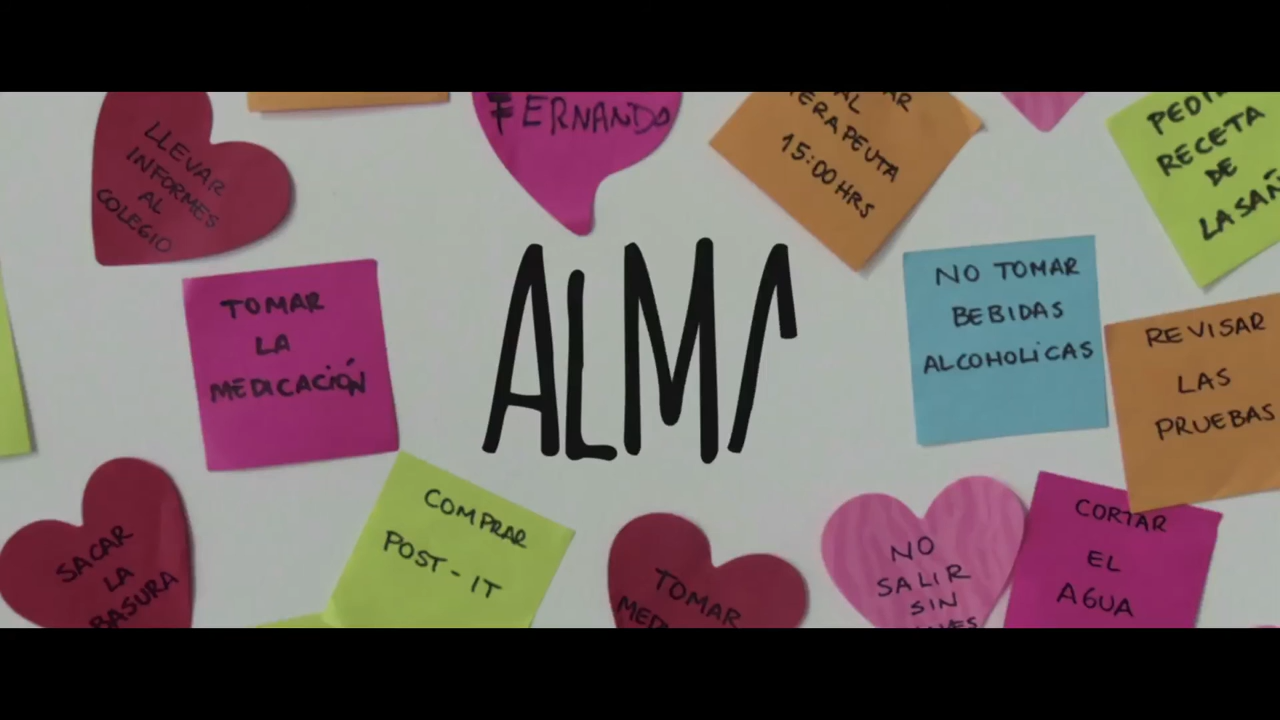 LLEVAR
INFORMES
AL
COLEGIO
FERNANDO
AL
TERAPEUTA
15:00 HRS
RECETA
DE
TOMAR
LA
MEDICACIÓN
ALMA
NO TOMAR
BEBIDAS
ALCOHOLICAS
REVISAR
LAS
PRUEBAS
SACAR
LA
BASURA
COMPRAR
POST-IT
TOMAR
NO
SALIR
SIN
CORTAR
EL
AGUA